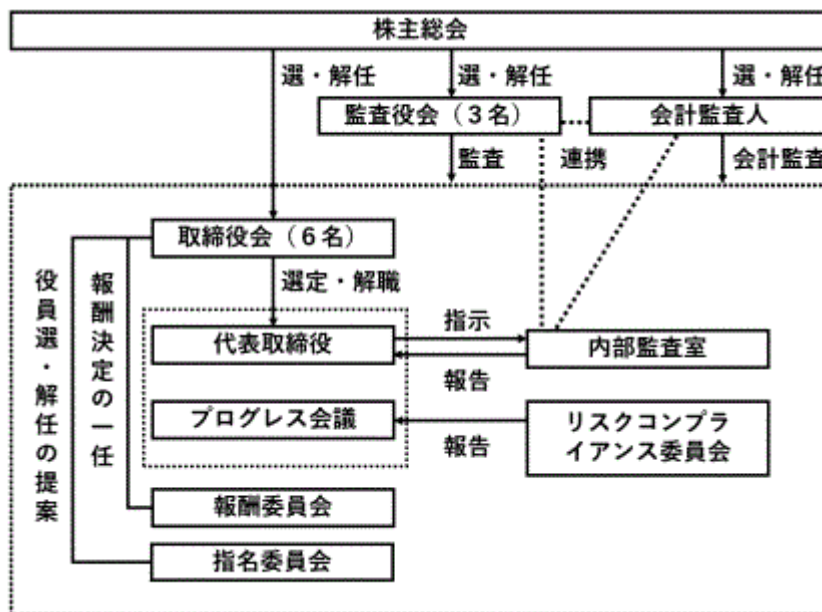 株主総会
選・解任
選・解任
選・解任
監査役会（３名）
会計監査人
監査
連携
会計監査
取締役会（６名）
選定・解職
役員選・解任の提案
報酬決定の一任
代表取締役
指示
内部監査室
報告
プログレス会議
報告
リスクコンプラ
イアンス委員会
報酬委員会
指名委員会